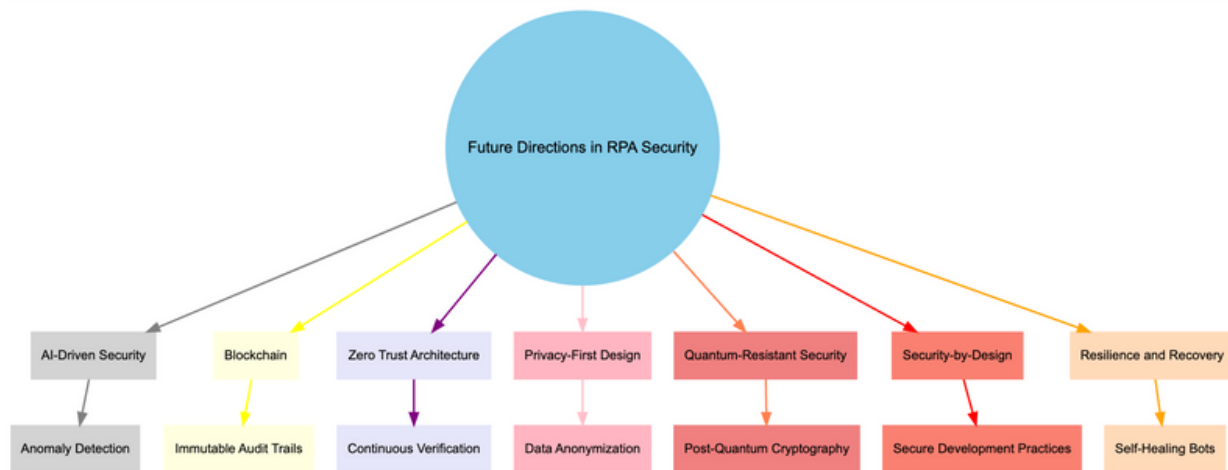 Future Directions in RPA Security
AI-Driven Security
Blockchain
Zero Trust Architecture
Privacy-First Design
Quantum-Resistant Security
Security-by-Design
Resilience and Recovery
Anomaly Detection
Immutable Audit Trails
Continuous Verification
Data Anonymization
Post-Quantum Cryptography
Secure Development Practices
Self-Healing Bots